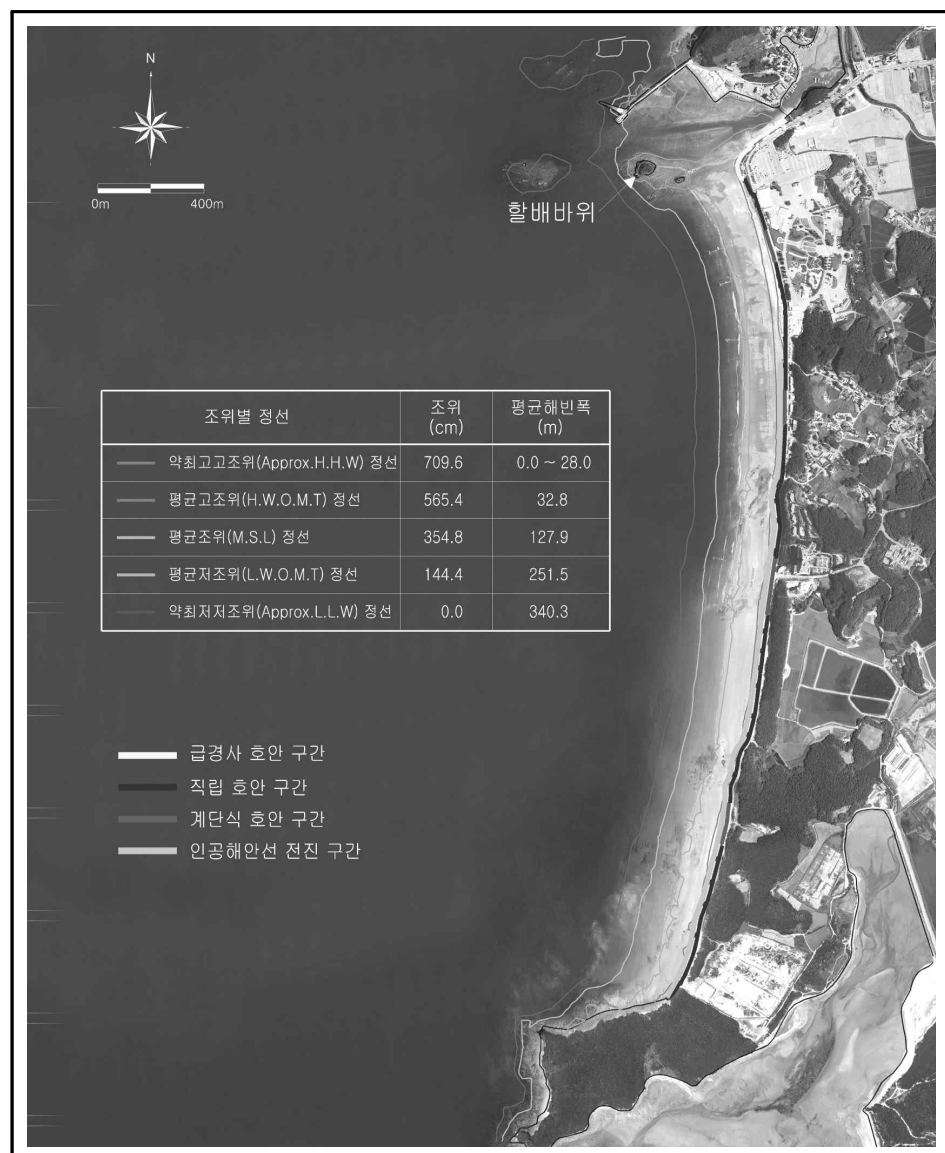 N
0m 400m
할배바위
조위별 정선 조위 (cm) 평균해빈폭 (m)
약최고고조위(Approx.H.H.W) 정선 709.6 0.0 ~ 28.0
평균고조위(H.W.O.M.T) 정선 565.4 32.8
평균조위(M.S.L) 정선 354.8 127.9
평균저조위(L.W.O.M.T) 정선 144.4 251.5
약최저저조위(Approx.L.L.W) 정선 0.0 340.3
급경사 호안 구간
직립 호안 구간
계단식 호안 구간
인공해안선 전진 구간